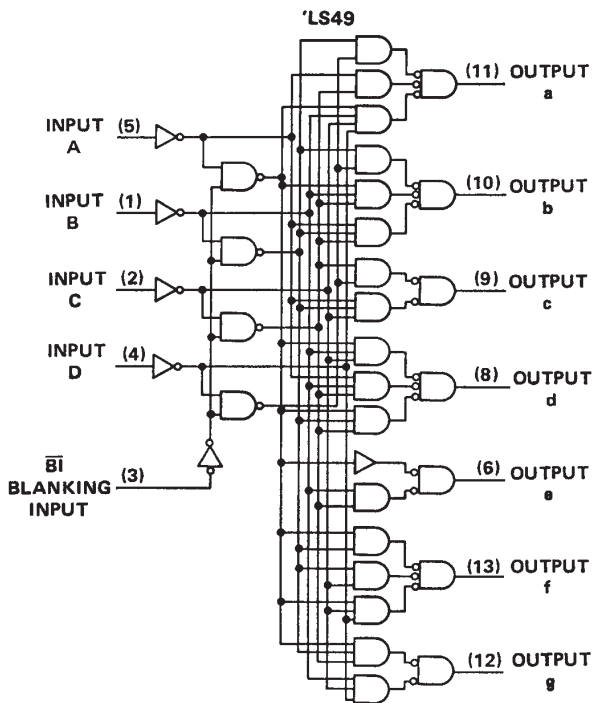 'LS49
(11) OUTPUT
a
INPUT (5)
A
(10) OUTPUT
b
INPUT (1)
B
(9) OUTPUT
c
INPUT (2)
C
(8) OUTPUT
d
INPUT (4)
D
BI
BLANKING (3)
INPUT
(6) OUTPUT
e
(13) OUTPUT
f
(12) OUTPUT
g